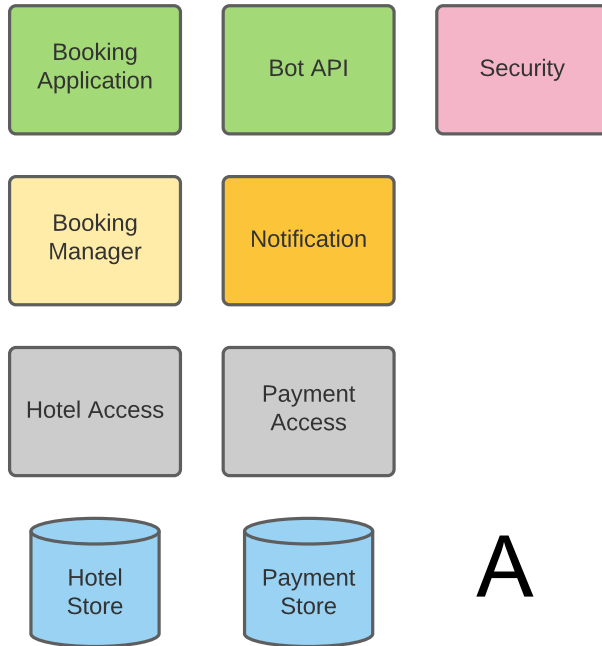 Booking
Application
Bot API
Security
Booking
Manager
Notification
Hotel Access
Payment
Access
Hotel
Store
Payment
Store
A